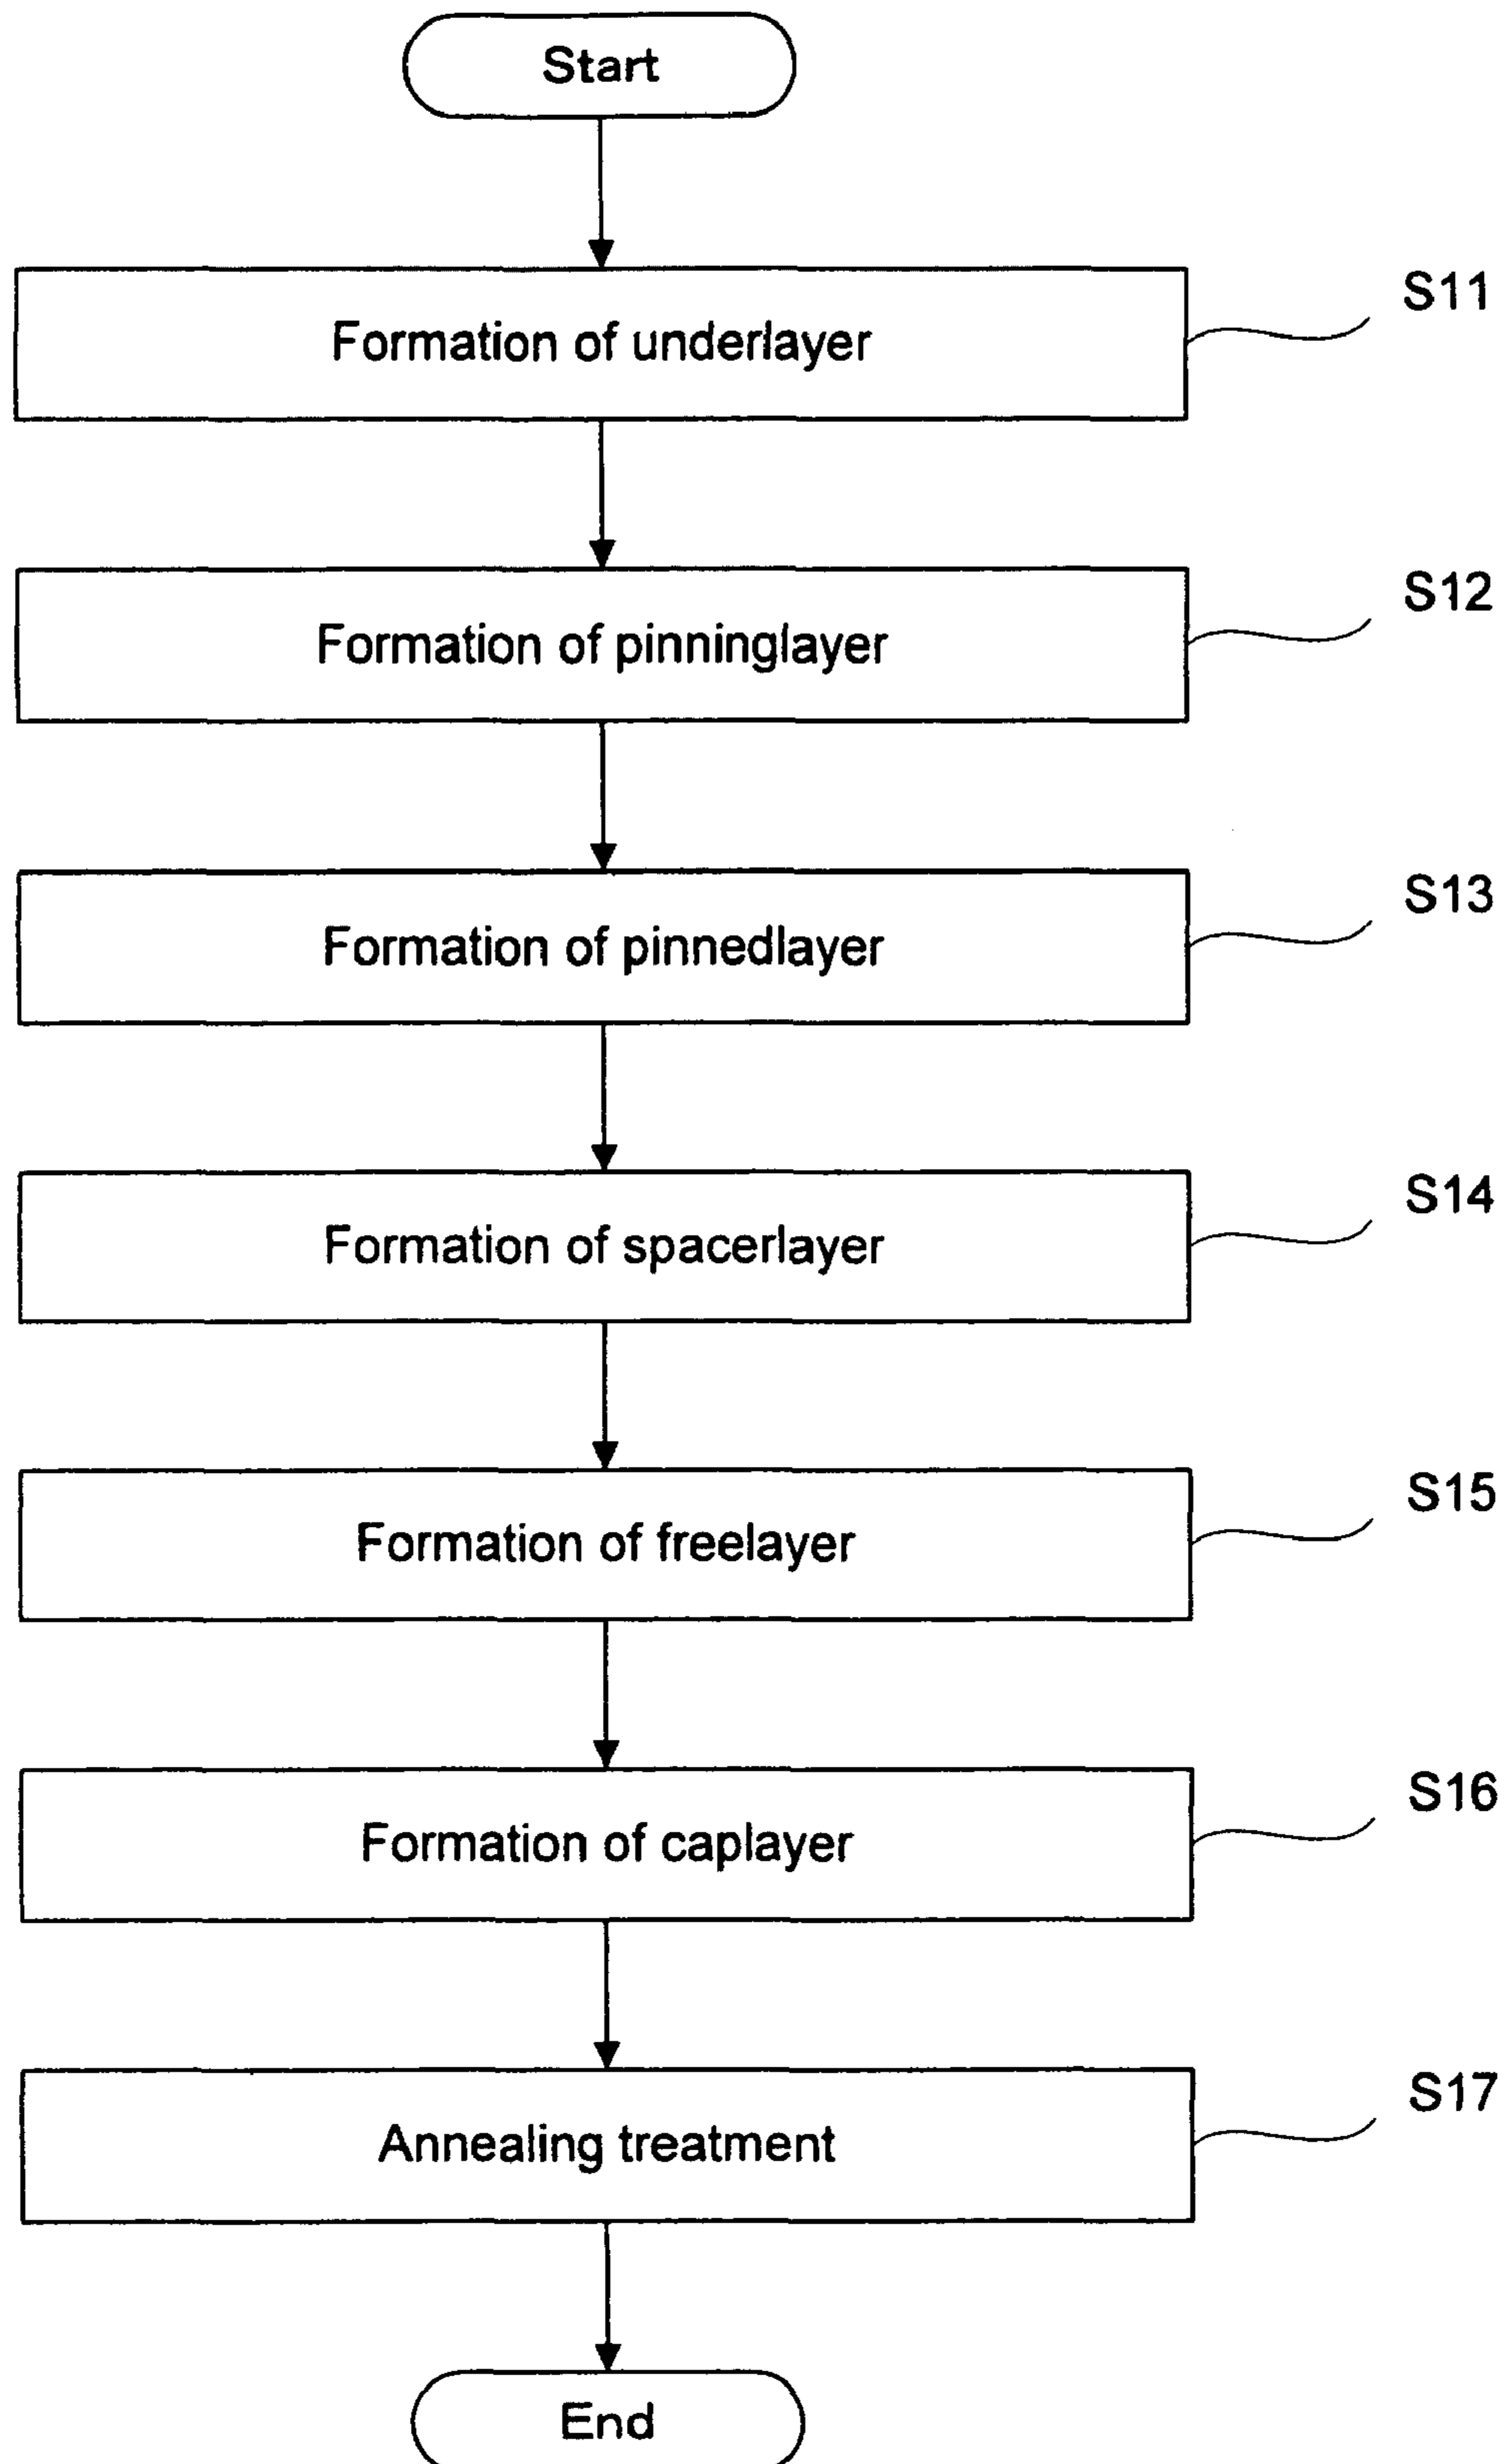 Start
Formation of underlayer
S11
Formation of pinninglayer
S12
Formation of pinnedlayer
S13
Formation of spacerlayer
S14
Formation of freelayer
S15
Formation of caplayer
S16
Annealing treatment
S17
End